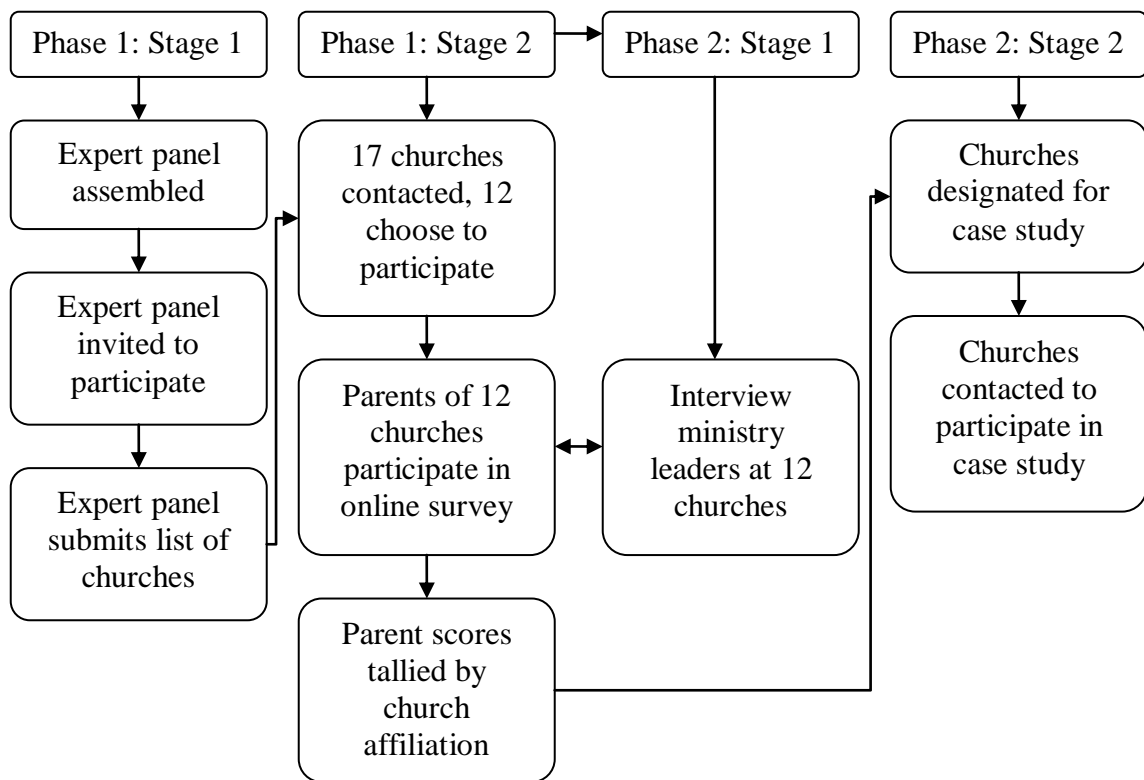 Phase 1: Stage 1
Expert panel
assembled
Expert panel
invited to
participate
Expert panel
submits list of
churches
Phase 1: Stage 2
17 churches
contacted, 12
choose to
participate
Parents of 12
churches
participate in
online survey
Parent scores
tallied by
church
affiliation
Phase 2: Stage 1
Interview
ministry
leaders at 12
churches
Phase 2: Stage 2
Churches
designated for
case study
Churches
contacted to
participate in
case study